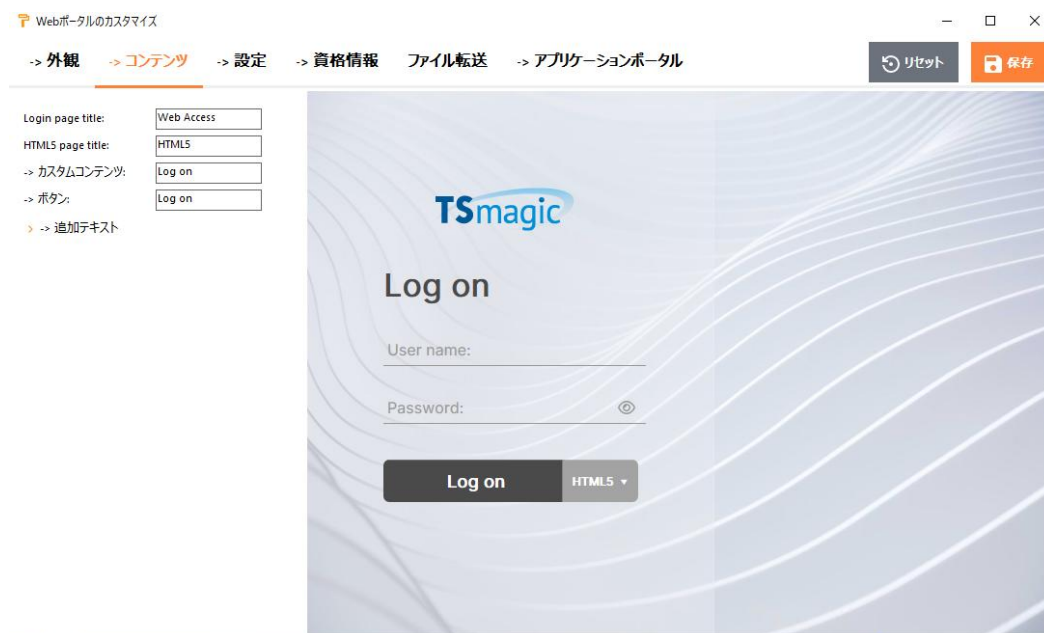 Webポータルのカスタマイズ
-> 外観 -> コンテンツ -> 設定 -> 資格情報 ファイル転送 -> アプリケーションポータル リセット 保存
Login page title: Web Access
HTML5 page title: HTML5
-> カスタムコンテンツ: Log on
-> ボタン: Log on
> -> 追加テキスト
TSmagic
Log on
User name:
Password:
Log on HTML5